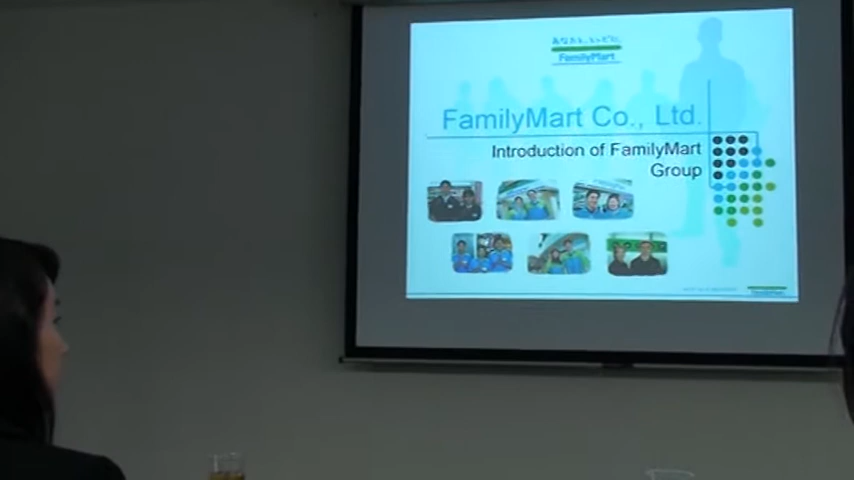 あなたと、コンビに、
FamilyMart
FamilyMart Co., Ltd.
Introduction of FamilyMart
Group